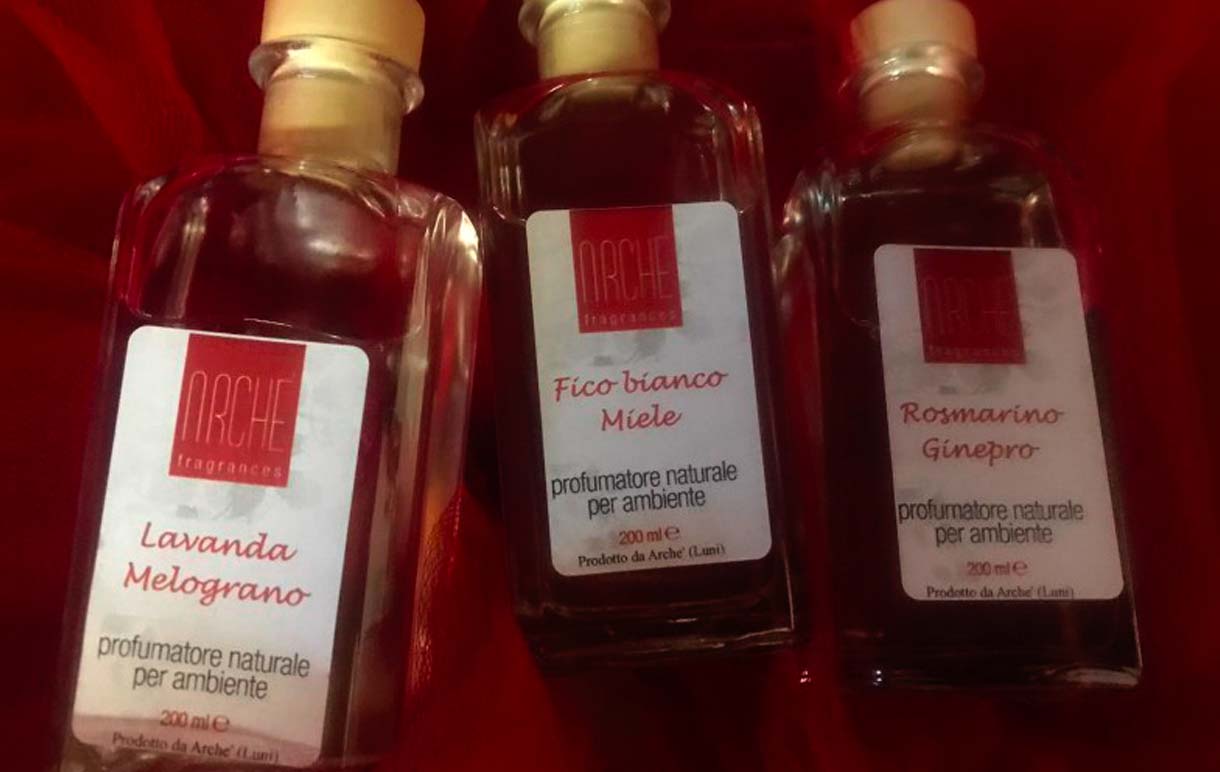 ARCHE
fragrances
Lavanda
Melograno
profumatore naturale
per ambiente
200 ml ℮
Prodotto da Arche' (Luni)
ARCHE
fragrances
Fico bianco
Miele
profumatore naturale
per ambiente
200 ml ℮
Prodotto da Arche' (Luni)
ARCHE
fragrances
Rosmarino
Ginepro
profumatore naturale
per ambiente
200 ml ℮
Prodotto da Arche' (Luni)